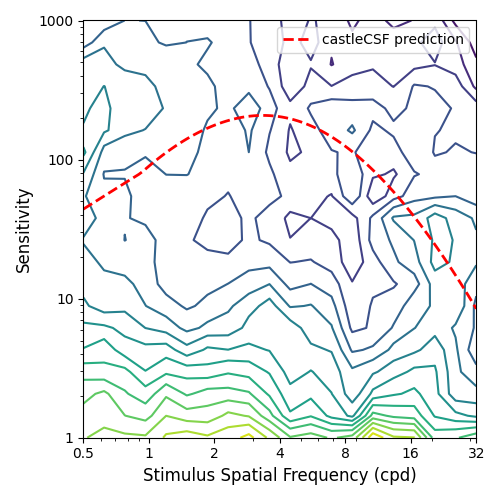 1000
castleCSF prediction
100
Sensitivity
10
1
0.5 1 2 4 8 16 32
Stimulus Spatial Frequency (cpd)